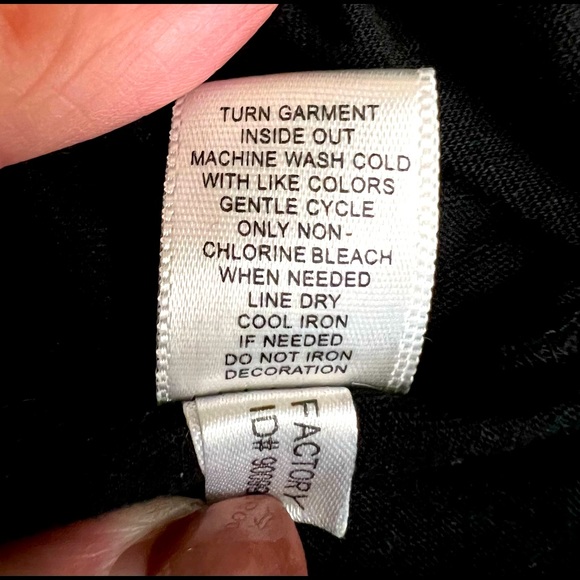 TURN GARMENT
INSIDE OUT
MACHINE WASH COLD
WITH LIKE COLORS
GENTLE CYCLE
ONLY NON-
CHLORINE BLEACH
WHEN NEEDED
LINE DRY
COOL IRON
IF NEEDED
DO NOT IRON
DECORATION
FACTORY
ID#